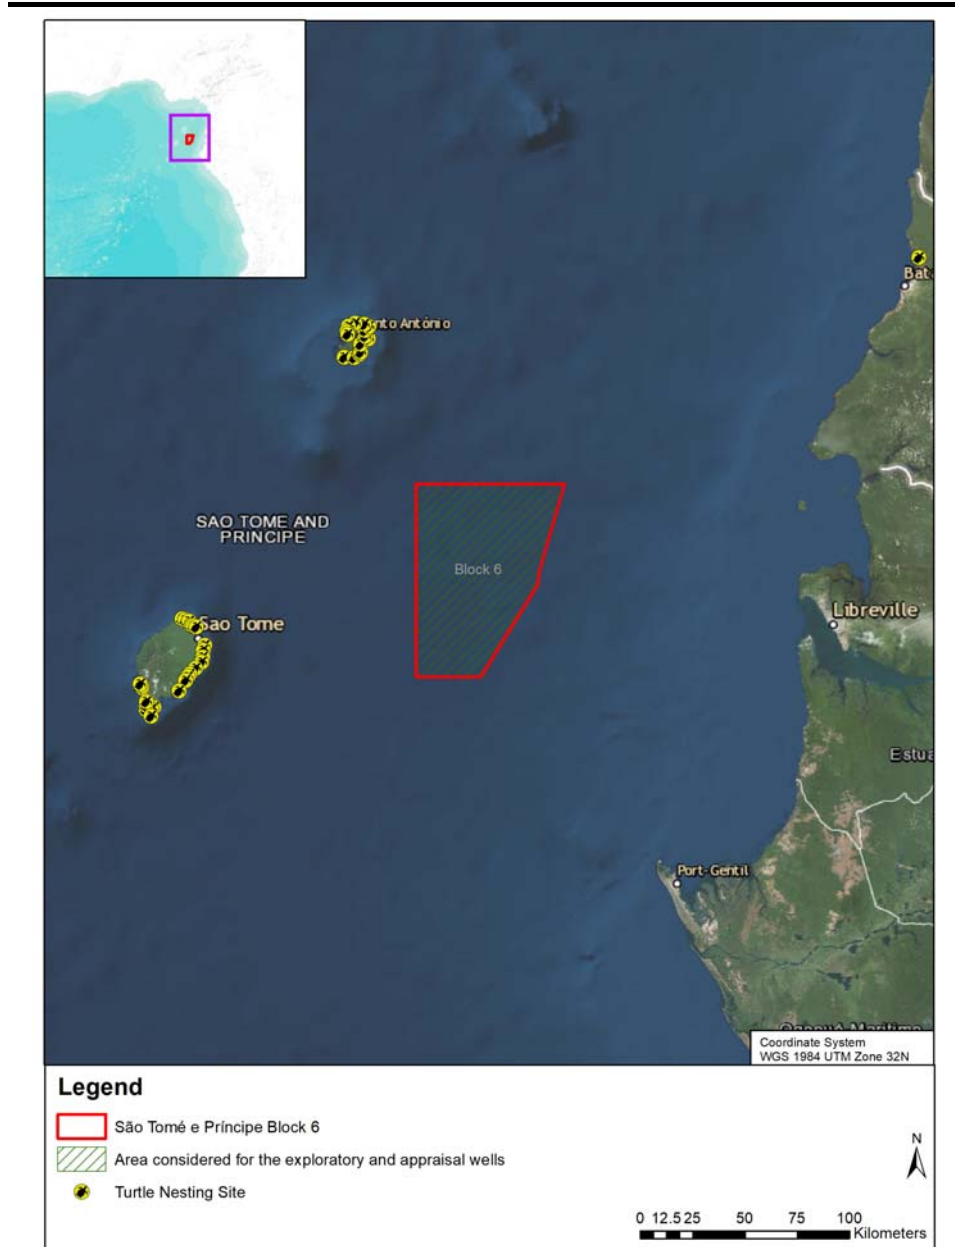 nto António
Bata
SAO TOME AND
PRINCIPE
Block 6
Sao Tome
Libreville
Estua
Port-Gentil
Coordinate System
WGS 1984 UTM Zone 32N
Legend
São Tomé e Príncipe Block 6
Area considered for the exploratory and appraisal wells
Turtle Nesting Site
N
0 12.5 25 50 75 100
Kilometers